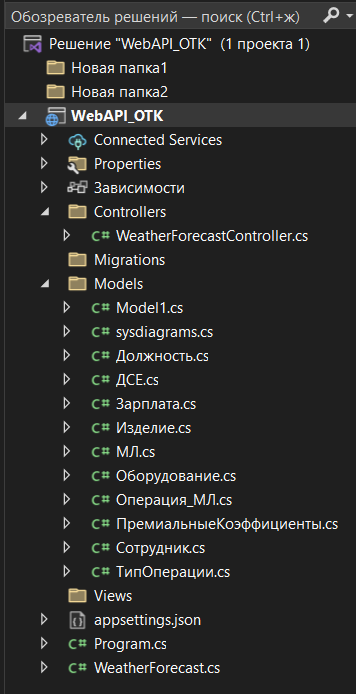 Обозреватель решений — поиск (Ctrl+ж)
Решение "WebAPI_OTK" (1 проекта 1)
Новая папка1
Новая папка2
WebAPI_OTK
Connected Services
Properties
Зависимости
Controllers
C# WeatherForecastController.cs
Migrations
Models
C# Model1.cs
C# sysdiagrams.cs
C# Должность.cs
C# ДСЕ.cs
C# Зарплата.cs
C# Изделие.cs
C# МЛ.cs
C# Оборудование.cs
C# Операция_МЛ.cs
C# ПремиальныеКоэффициенты.cs
C# Сотрудник.cs
C# ТипОперации.cs
Views
appsettings.json
C# Program.cs
C# WeatherForecast.cs